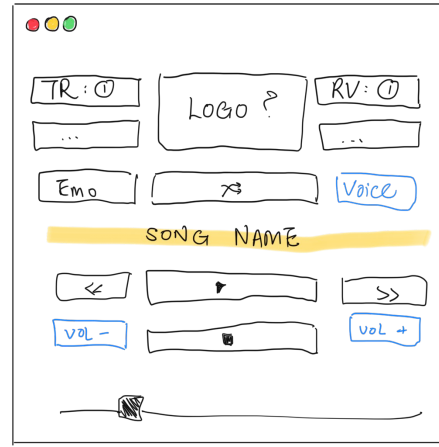 TR: ① LOGO ? RV: ①
... ...
Emo Voice
SONG NAME
<< >>
VOL - VOL +